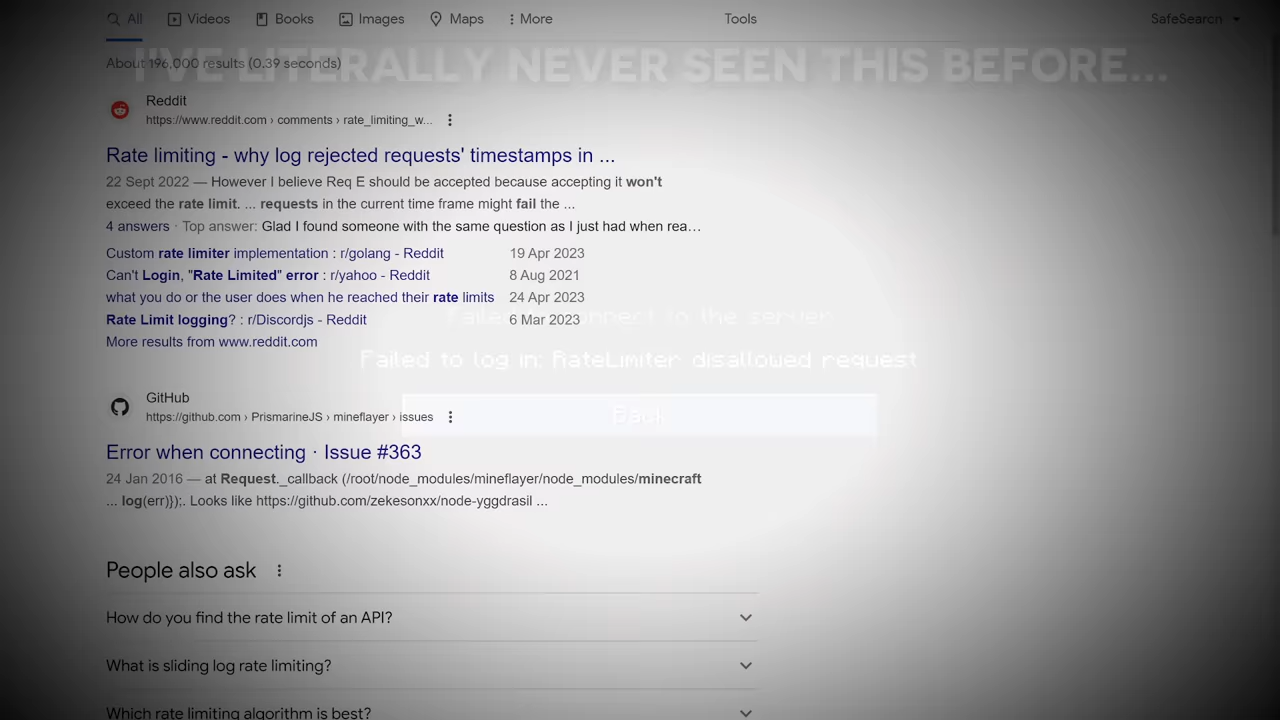 All Videos Books Images Maps More Tools SafeSearch
About 196,000 results (0.39 seconds)
I'VE LITERALLY NEVER SEEN THIS BEFORE...
Reddit
https://www.reddit.com › comments › rate_limiting_w...
Rate limiting - why log rejected requests' timestamps in ...
22 Sept 2022 — However I believe Req E should be accepted because accepting it won't
exceed the rate limit. ... requests in the current time frame might fail the ...
4 answers · Top answer: Glad I found someone with the same question as I just had when rea...
Custom rate limiter implementation : r/golang - Reddit 19 Apr 2023
Can't Login, "Rate Limited" error : r/yahoo - Reddit 8 Aug 2021
what you do or the user does when he reached their rate limits 24 Apr 2023
Rate Limit logging? : r/Discordjs - Reddit 6 Mar 2023
Failed to connect to the server
More results from www.reddit.com
Failed to log in: RateLimiter disallowed request
GitHub
https://github.com › PrismarineJS › mineflayer › issues
Back
Error when connecting · Issue #363
24 Jan 2016 — at Request._callback (/root/node_modules/mineflayer/node_modules/minecraft
... log(err)});. Looks like https://github.com/zekesonxx/node-yggdrasil ...
People also ask
How do you find the rate limit of an API?
What is sliding log rate limiting?
Which rate limiting algorithm is best?